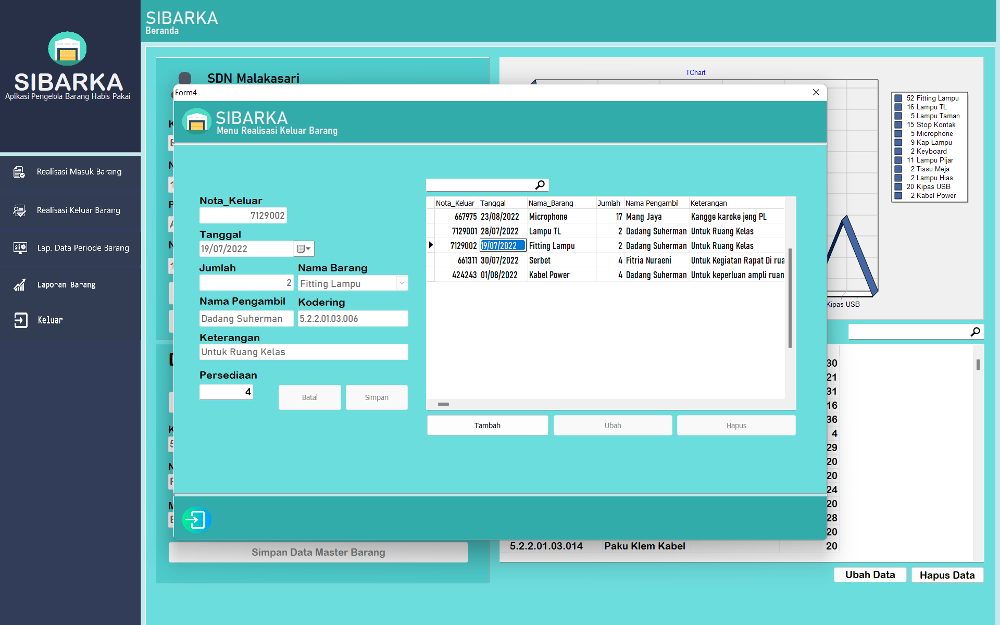 SIBARKA
Aplikasi Pengelola Barang Habis Pakai
Realisasi Masuk Barang
Realisasi Keluar Barang
Lap. Data Periode Barang
Laporan Barang
Keluar
SIBARKA
Beranda
SDN Malakasari
TChart
52 Fitting Lampu
16 Lampu TL
5 Lampu Taman
15 Stop Kontak
5 Microphone
9 Kap Lampu
2 Keyboard
11 Lampu Pijar
2 Tissu Meja
2 Lampu Hias
20 Kipas USB
2 Kabel Power
Kipas USB
Form4
SIBARKA
Menu Realisasi Keluar Barang
Nota_Keluar
7129002
Tanggal
19/07/2022
Jumlah Nama Barang
2 Fitting Lampu
Nama Pengambil Kodering
Dadang Suherman 5.2.2.01.03.006
Keterangan
Untuk Ruang Kelas
Persediaan
4
Batal Simpan
Nota_Keluar Tanggal Nama_Barang Jumlah Nama Pengambil Keterangan
667975 23/08/2022 Microphone 17 Mang Jaya Kangge karoke jeng PL
7129001 28/07/2022 Lampu TL 2 Dadang Suherman Untuk Ruang Kelas
7129002 19/07/2022 Fitting Lampu 2 Dadang Suherman Untuk Ruang Kelas
661311 30/07/2022 Serbet 4 Fitria Nuraeni Untuk Kegiatan Rapat Di rua
424243 01/08/2022 Kabel Power 4 Dadang Suherman Untuk keperluan ampli ruan
Tambah Ubah Hapus
30
21
31
16
36
4
29
20
20
24
20
28
20
5.2.2.01.03.014 Paku Klem Kabel 20
Simpan Data Master Barang
Ubah Data Hapus Data